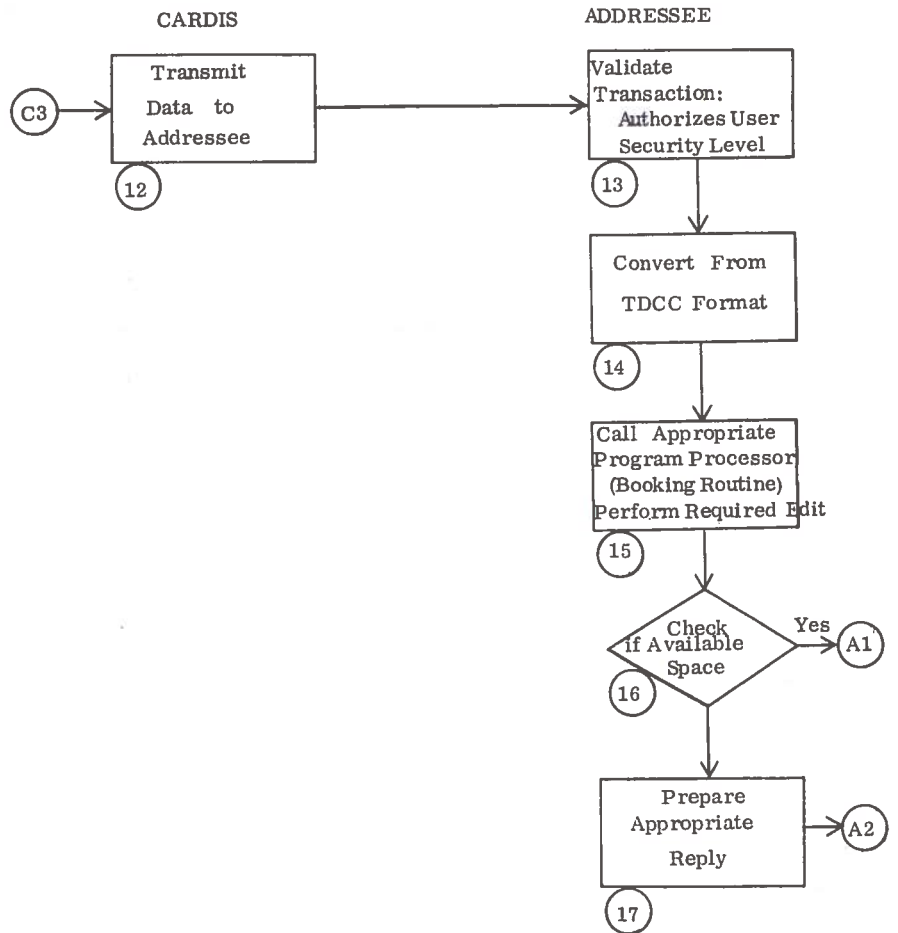 CARDIS
ADDRESSEE
C3
Transmit
Data to
Addressee
12
Validate
Transaction:
Authorizes User
Security Level
13
Convert From
TDCC Format
14
Call Appropriate
Program Processor
(Booking Routine)
Perform Required Edit
15
Check
if Available
Space
16
Yes
A1
Prepare
Appropriate
Reply
17
A2